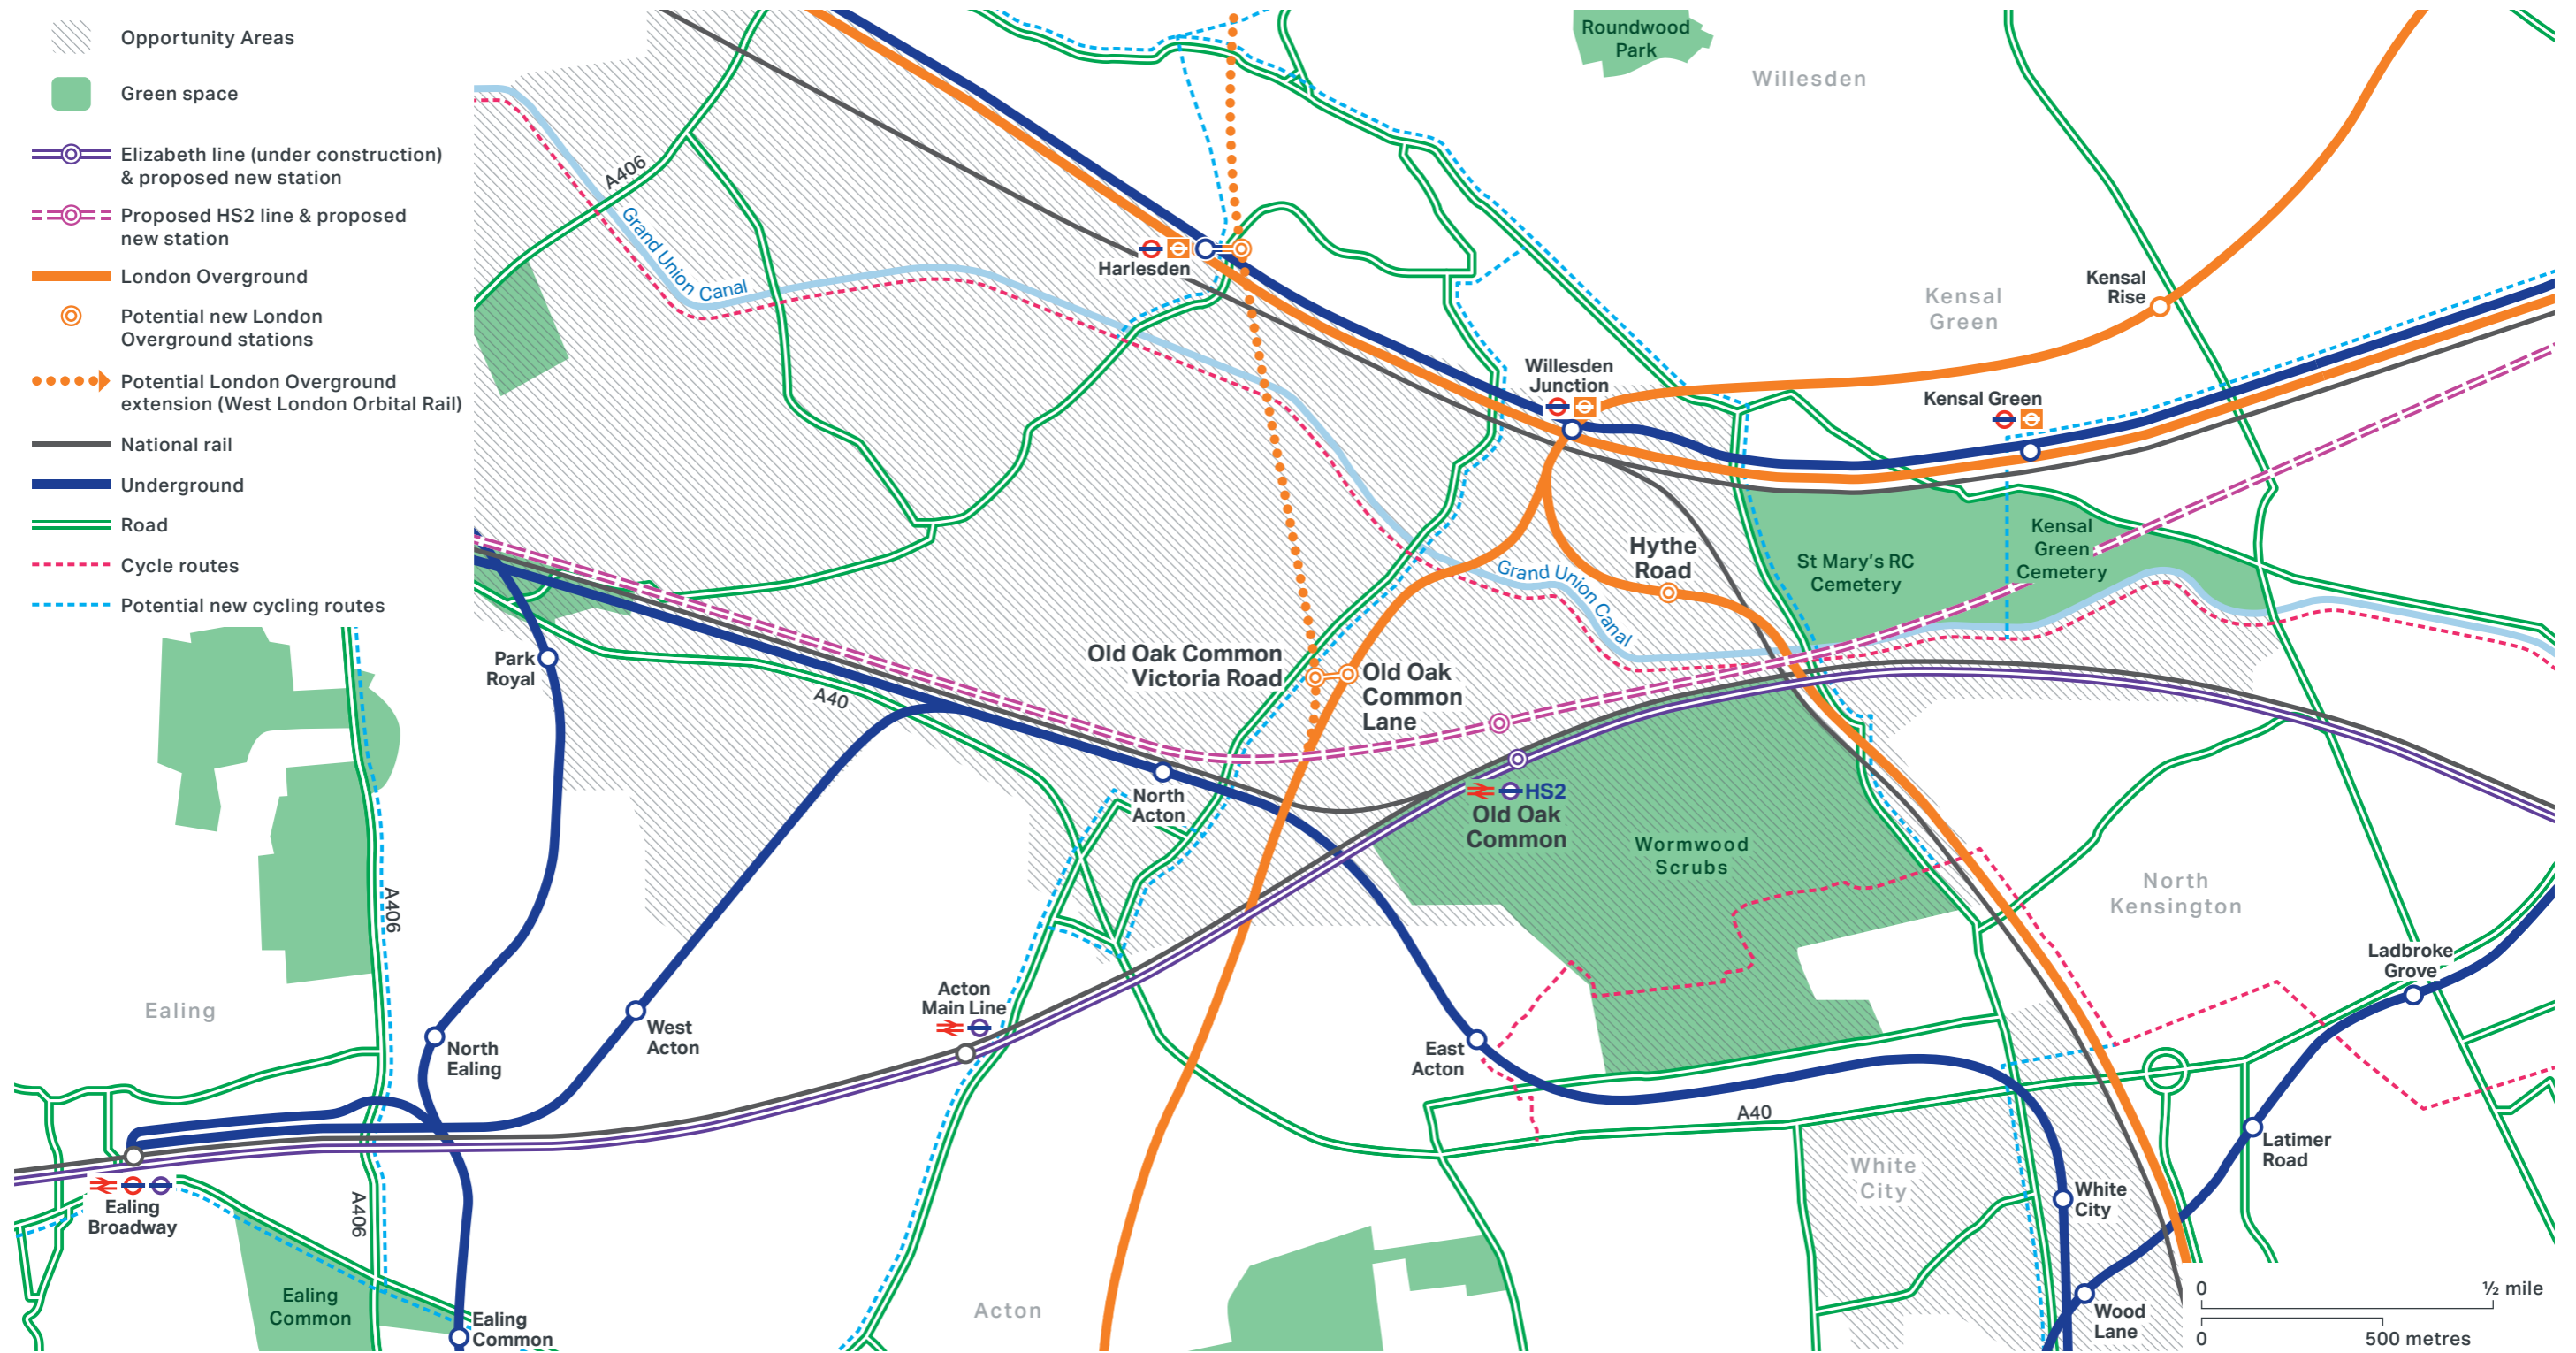 Opportunity Areas
Green space
Elizabeth line (under construction)
& proposed new station
Proposed HS2 line & proposed
new station
London Overground
Potential new London
Overground stations
Potential London Overground
extension (West London Orbital Rail)
National rail
Underground
Road
Cycle routes
Potential new cycling routes
Roundwood
Park
Willesden
A406
Grand Union Canal
Harlesden
Kensal
Rise
Kensal
Green
Willesden
Junction
Kensal Green
Hythe
Road
Grand Union Canal
St Mary's RC
Cemetery
Kensal
Green
Cemetery
Park
Royal
A40
Old Oak Common
Victoria Road
Old Oak
Common
Lane
North
Acton
HS2
Old Oak
Common
Wormwood
Scrubs
North
Kensington
Ladbroke
Grove
A406
Ealing
North
Ealing
West
Acton
Acton
Main Line
East
Acton
A40
Latimer
Road
White
City
White
City
Ealing
Broadway
A406
Ealing
Common
Ealing
Common
Acton
Wood
Lane
0 ½ mile
0 500 metres